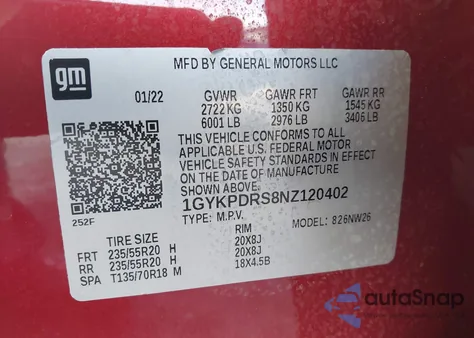 gm
MFD BY GENERAL MOTORS LLC
01/22 GVWR GAWR FRT GAWR RR
2722 KG 1350 KG 1545 KG
6001 LB 2976 LB 3406 LB
THIS VEHICLE CONFORMS TO ALL
APPLICABLE U.S. FEDERAL MOTOR
VEHICLE SAFETY STANDARDS IN EFFECT
ON THE DATE OF MANUFACTURE
SHOWN ABOVE.
1GYKPDRS8NZ120402
252F TYPE: M.P.V. MODEL: 826NW26
TIRE SIZE RIM
FRT 235/55R20 H 20X8J
RR 235/55R20 H 20X8J
SPA T135/70R18 M 18X4.5B
autoSnap
powered by CarsFromWest